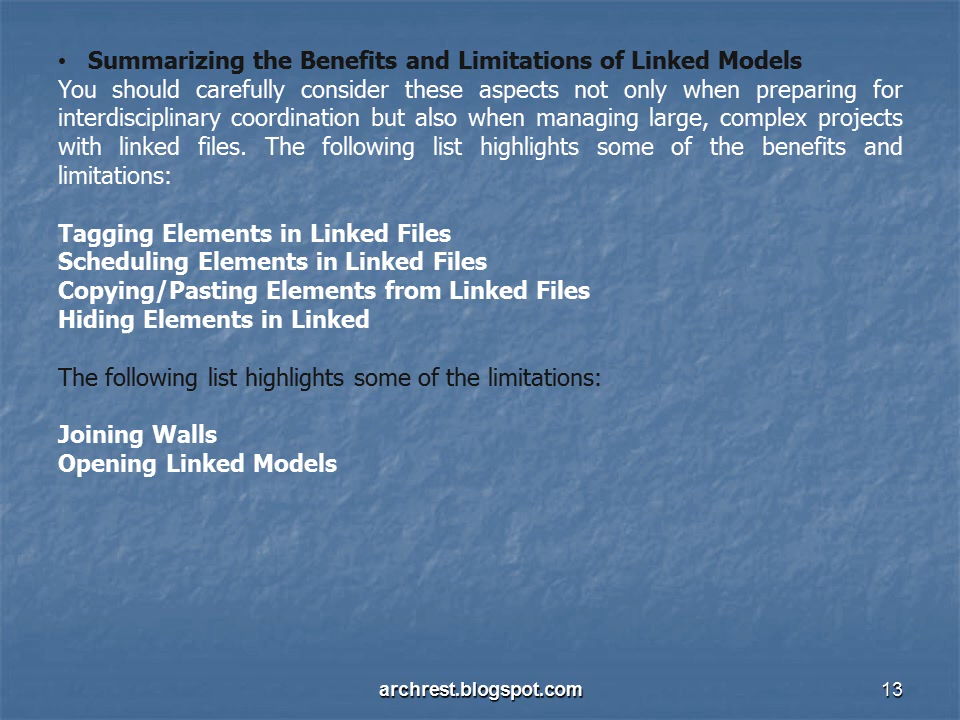 • Summarizing the Benefits and Limitations of Linked Models
You should carefully consider these aspects not only when preparing for
interdisciplinary coordination but also when managing large, complex projects
with linked files. The following list highlights some of the benefits and
limitations:
Tagging Elements in Linked Files
Scheduling Elements in Linked Files
Copying/Pasting Elements from Linked Files
Hiding Elements in Linked
The following list highlights some of the limitations:
Joining Walls
Opening Linked Models
archrest.blogspot.com
13